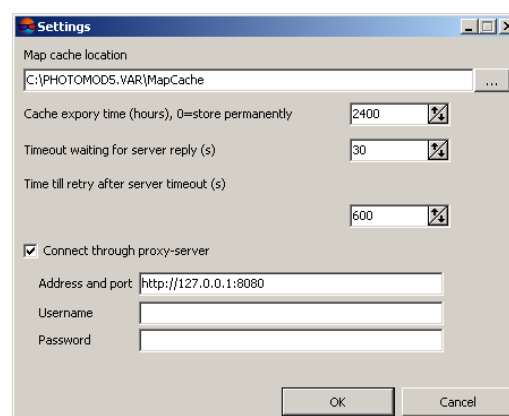 Settings
Map cache location
C:\PHOTOMOD5.VAR\MapCache
...
Cache expory time (hours), 0=store permanently 2400
Timeout waiting for server reply (s) 30
Time till retry after server timeout (s)
600
Connect through proxy-server
Address and port http://127.0.0.1:8080
Username
Password
OK Cancel